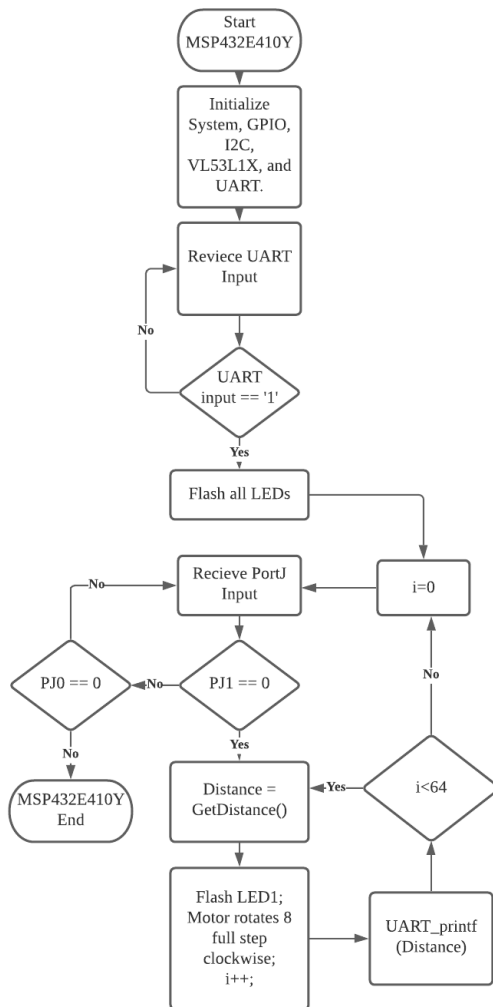 Start
MSP432E410Y
Initialize
System, GPIO,
I2C,
VL53L1X, and
UART.
Reviece UART
Input
No
UART
input == '1'
Yes
Flash all LEDs
i=0
Recieve PortJ
Input
No
No
PJ0 == 0
No
PJ1 == 0
No
Yes
MSP432E410Y
End
Distance =
GetDistance()
Yes
i<64
Flash LED1;
Motor rotates 8
full step
clockwise;
i++;
UART_printf
(Distance)